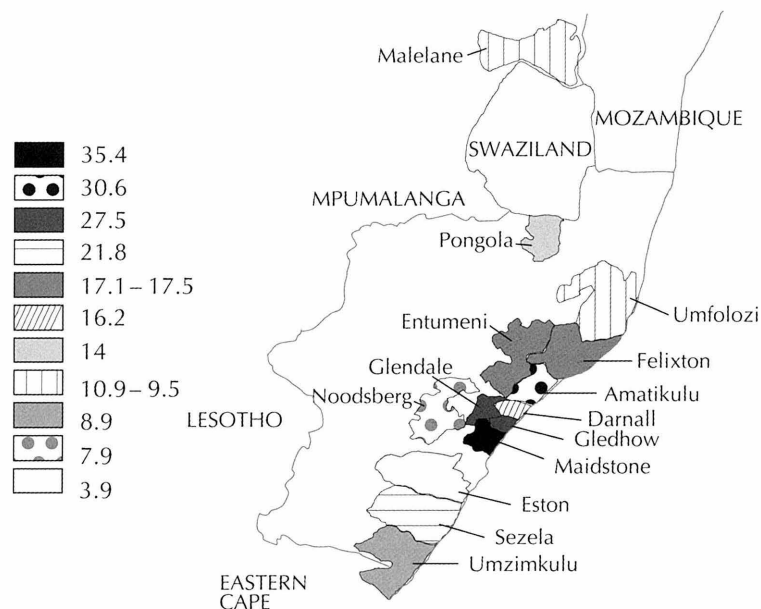 Malelane
MOZAMBIQUE
SWAZILAND
MPUMALANGA
Pongola
35.4
30.6
27.5
21.8
17.1 – 17.5
16.2
14
10.9 – 9.5
8.9
7.9
3.9
Umfolozi
Entumeni
Felixton
Glendale
Amatikulu
Noodsberg
Darnall
LESOTHO
Gledhow
Maidstone
Eston
Sezela
Umzimkulu
EASTERN
CAPE